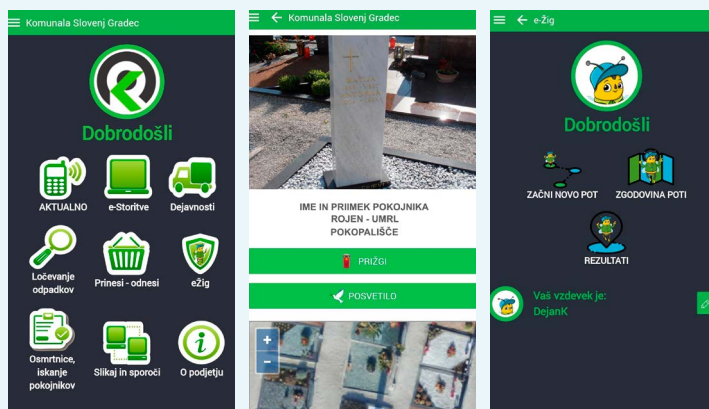 Komunala Slovenj Gradec
Dobrodošli
AKTUALNO
e-Storitve
Dejavnosti
Ločevanje
odpadkov
Prinesi - odnesi
eŽig
Osmrtnice,
iskanje
pokojnikov
Slikaj in sporoči
O podjetju
Komunala Slovenj Gradec
IME IN PRIIMEK POKOJNIKA
ROJEN - UMRL
POKOPALIŠČE
PRIŽGI
POSVETILO
+
-
e-Žig
Dobrodošli
ZAČNI NOVO POT
ZGODOVINA POTI
REZULTATI
Vaš vzdevek je:
DejanK